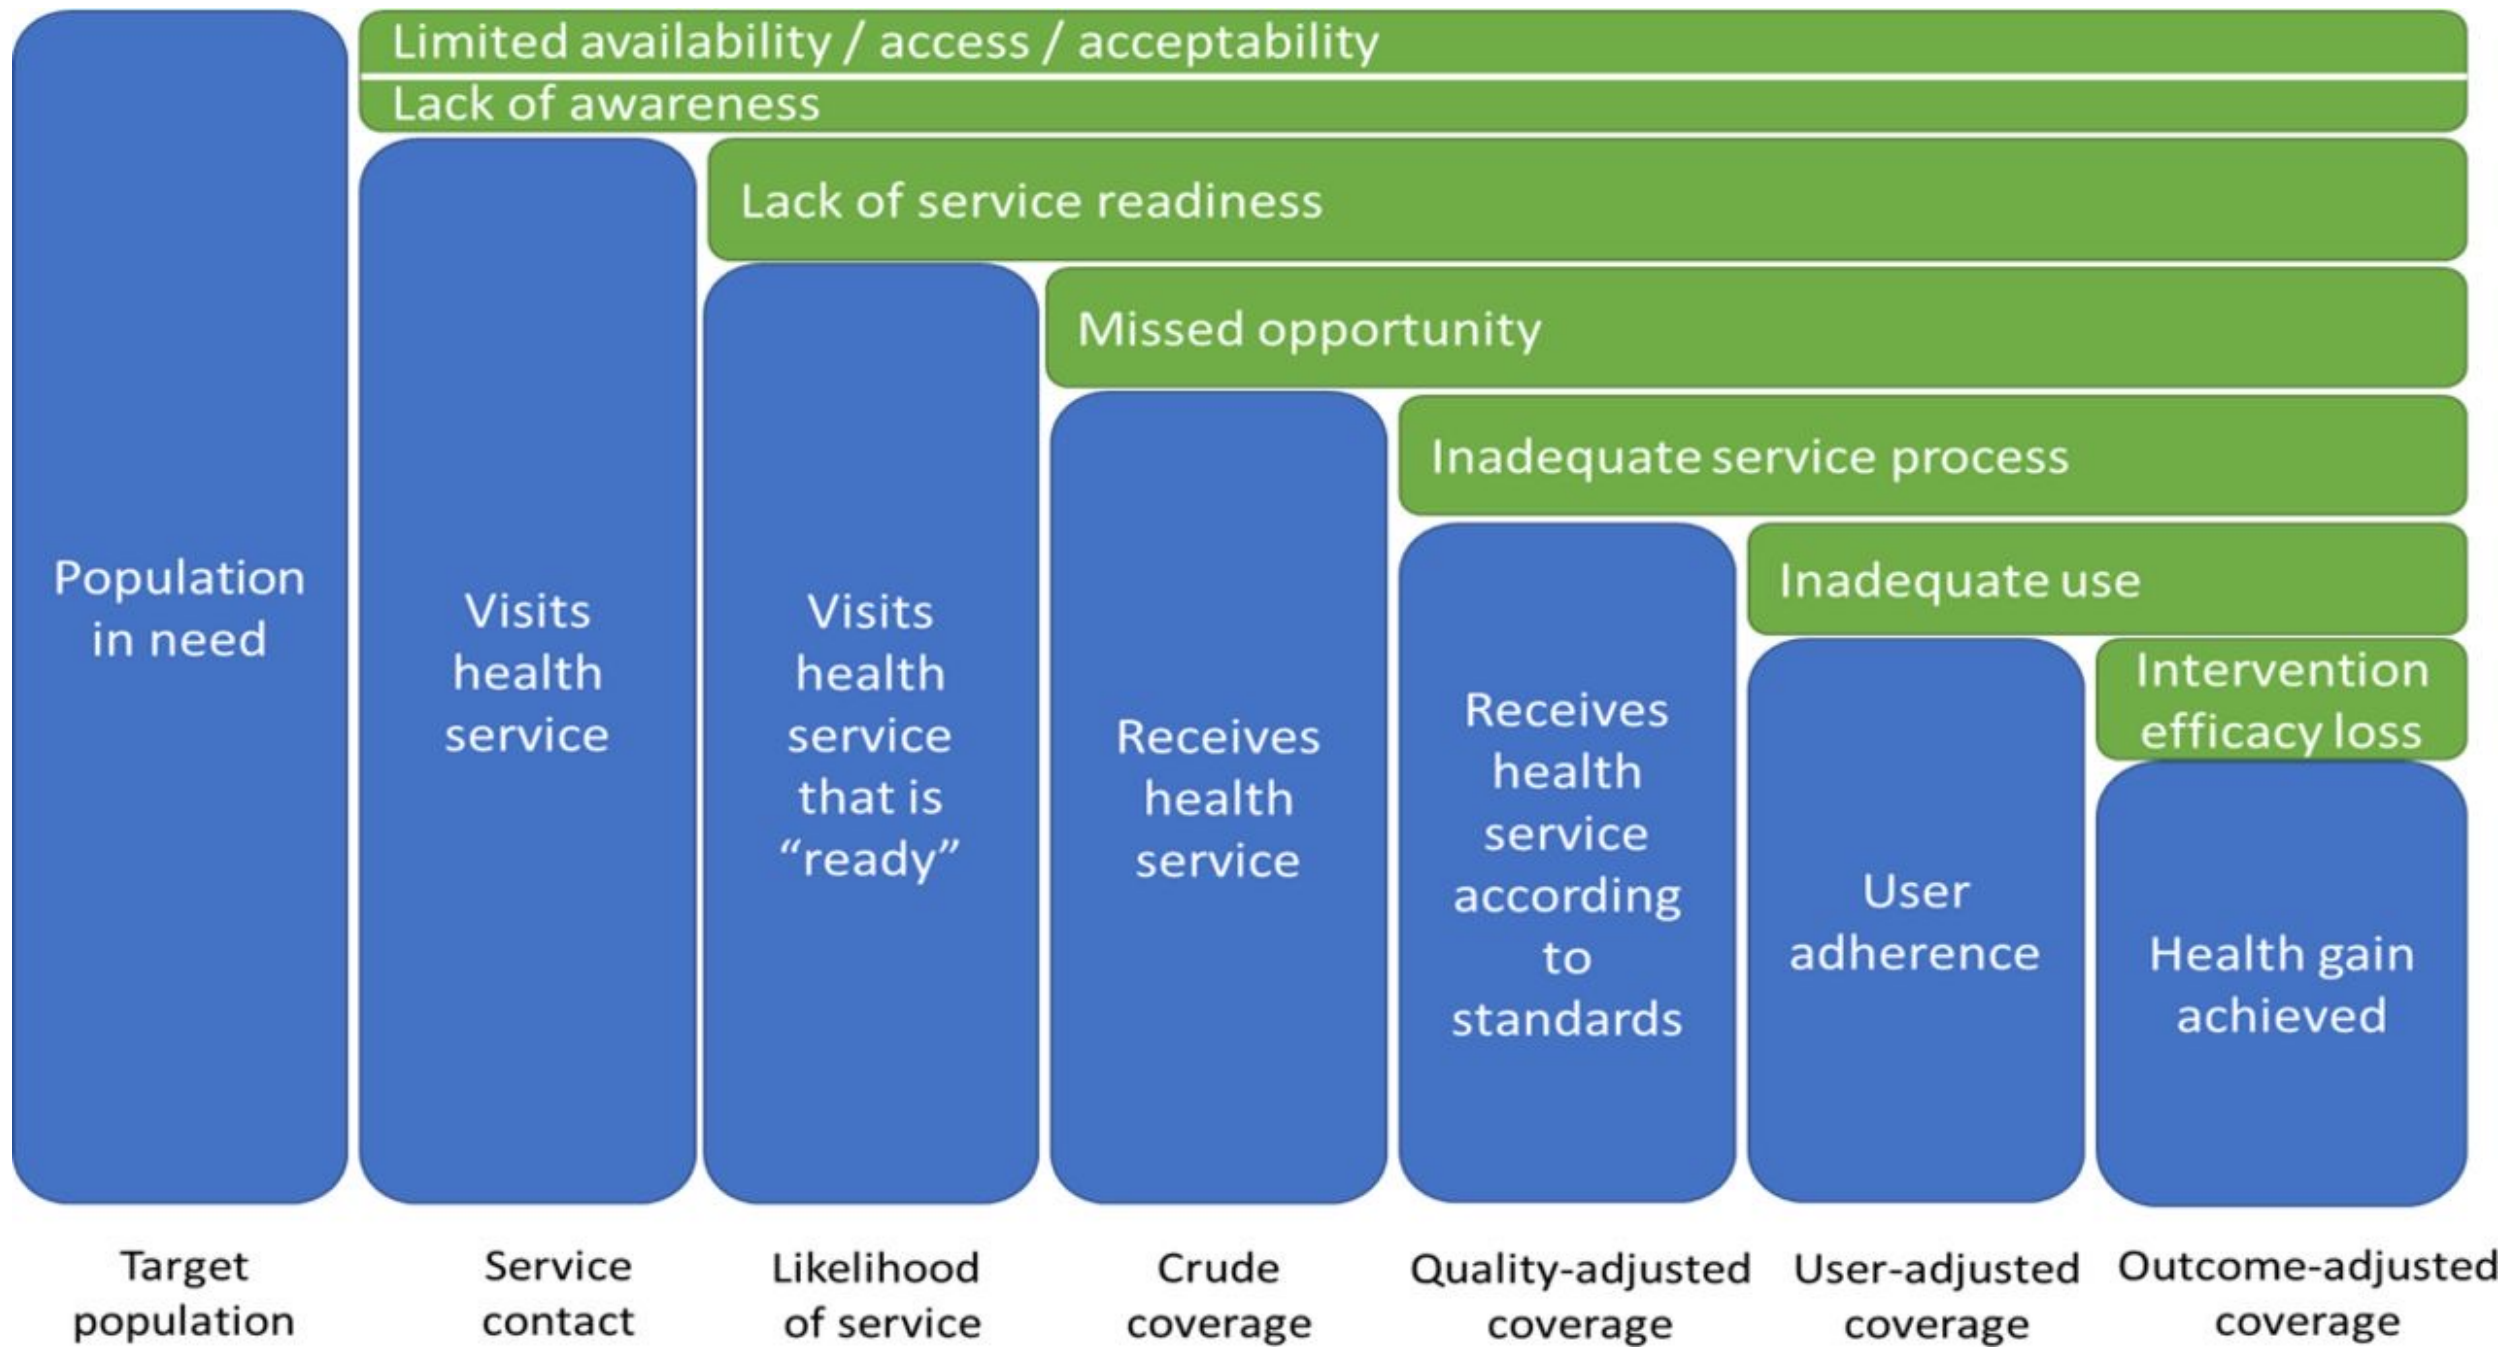 Limited availability / access / acceptability
Lack of awareness
Lack of service readiness
Missed opportunity
Inadequate service process
Inadequate use
Intervention
efficacy loss
Population
in need
Visits
health
service
Visits
health
service
that is
“ready”
Receives
health
service
Receives
health
service
according
to
standards
User
adherence
Health gain
achieved
Target
population
Service
contact
Likelihood
of service
Crude
coverage
Quality-adjusted
coverage
User-adjusted
coverage
Outcome-adjusted
coverage